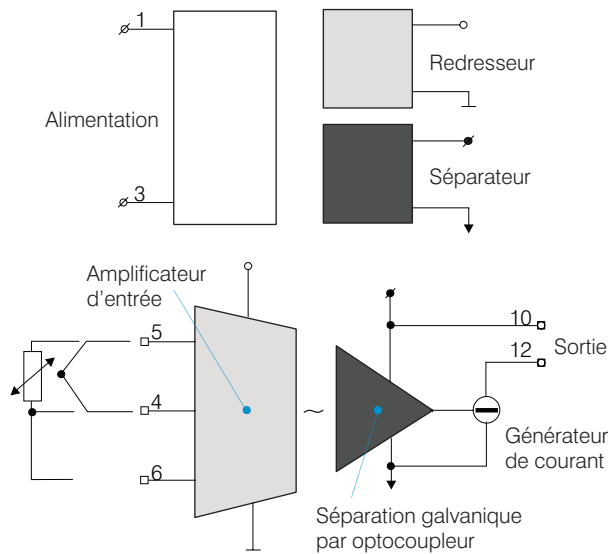 1
Redresseur
Alimentation
Séparateur
3
Amplificateur
d'entrée
5
10
Sortie
12
4
~
Générateur
de courant
6
Séparation galvanique
par optocoupleur